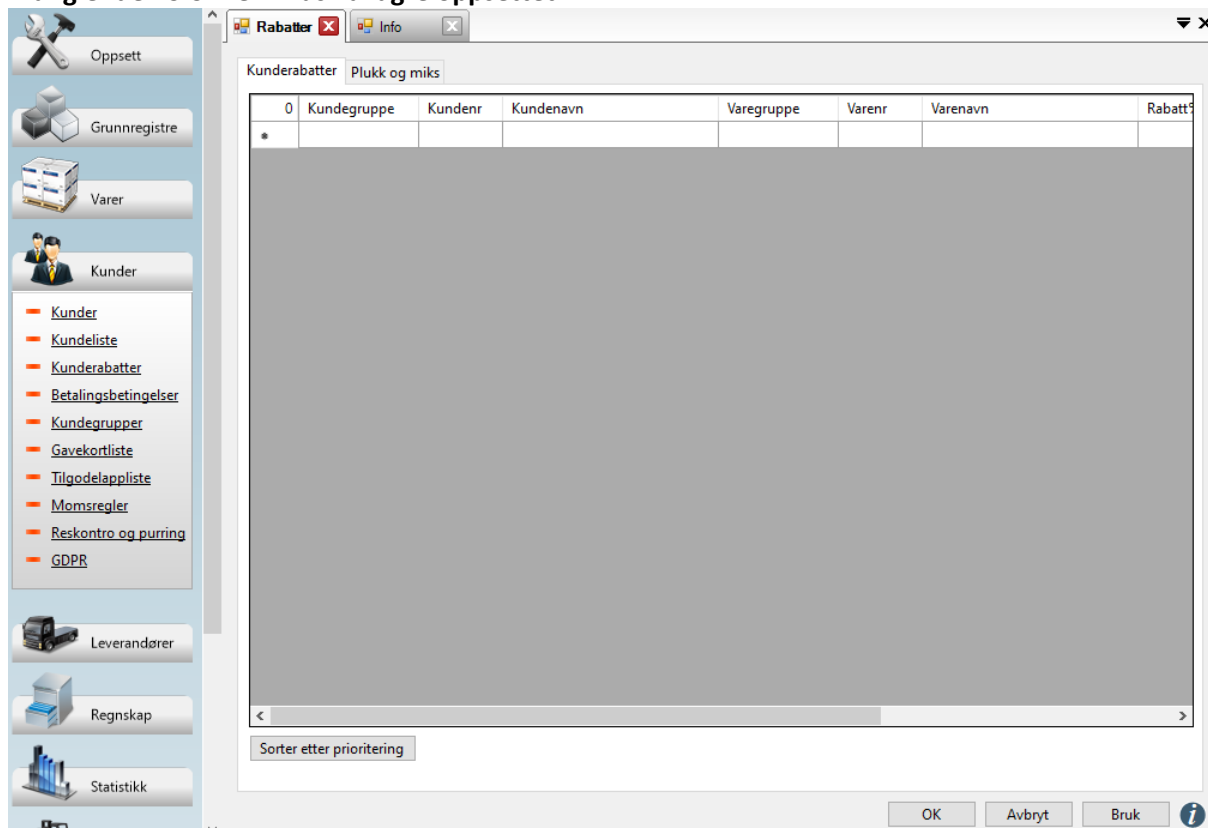 Rabatter Info
Oppsett
Kunderabatter Plukk og miks
0 Kundegruppe Kundenr Kundenavn Varegruppe Varenr Varenavn Rabatt%
*
Grunnregistre
Varer
Kunder
Kunder
Kundeliste
Kunderabatter
Betalingsbetingelser
Kundegrupper
Gavekortliste
Tilgodelappliste
Momsregler
Reskontro og purring
GDPR
Leverandører
Regnskap
Statistikk
Sorter etter prioritering
OK Avbryt Bruk